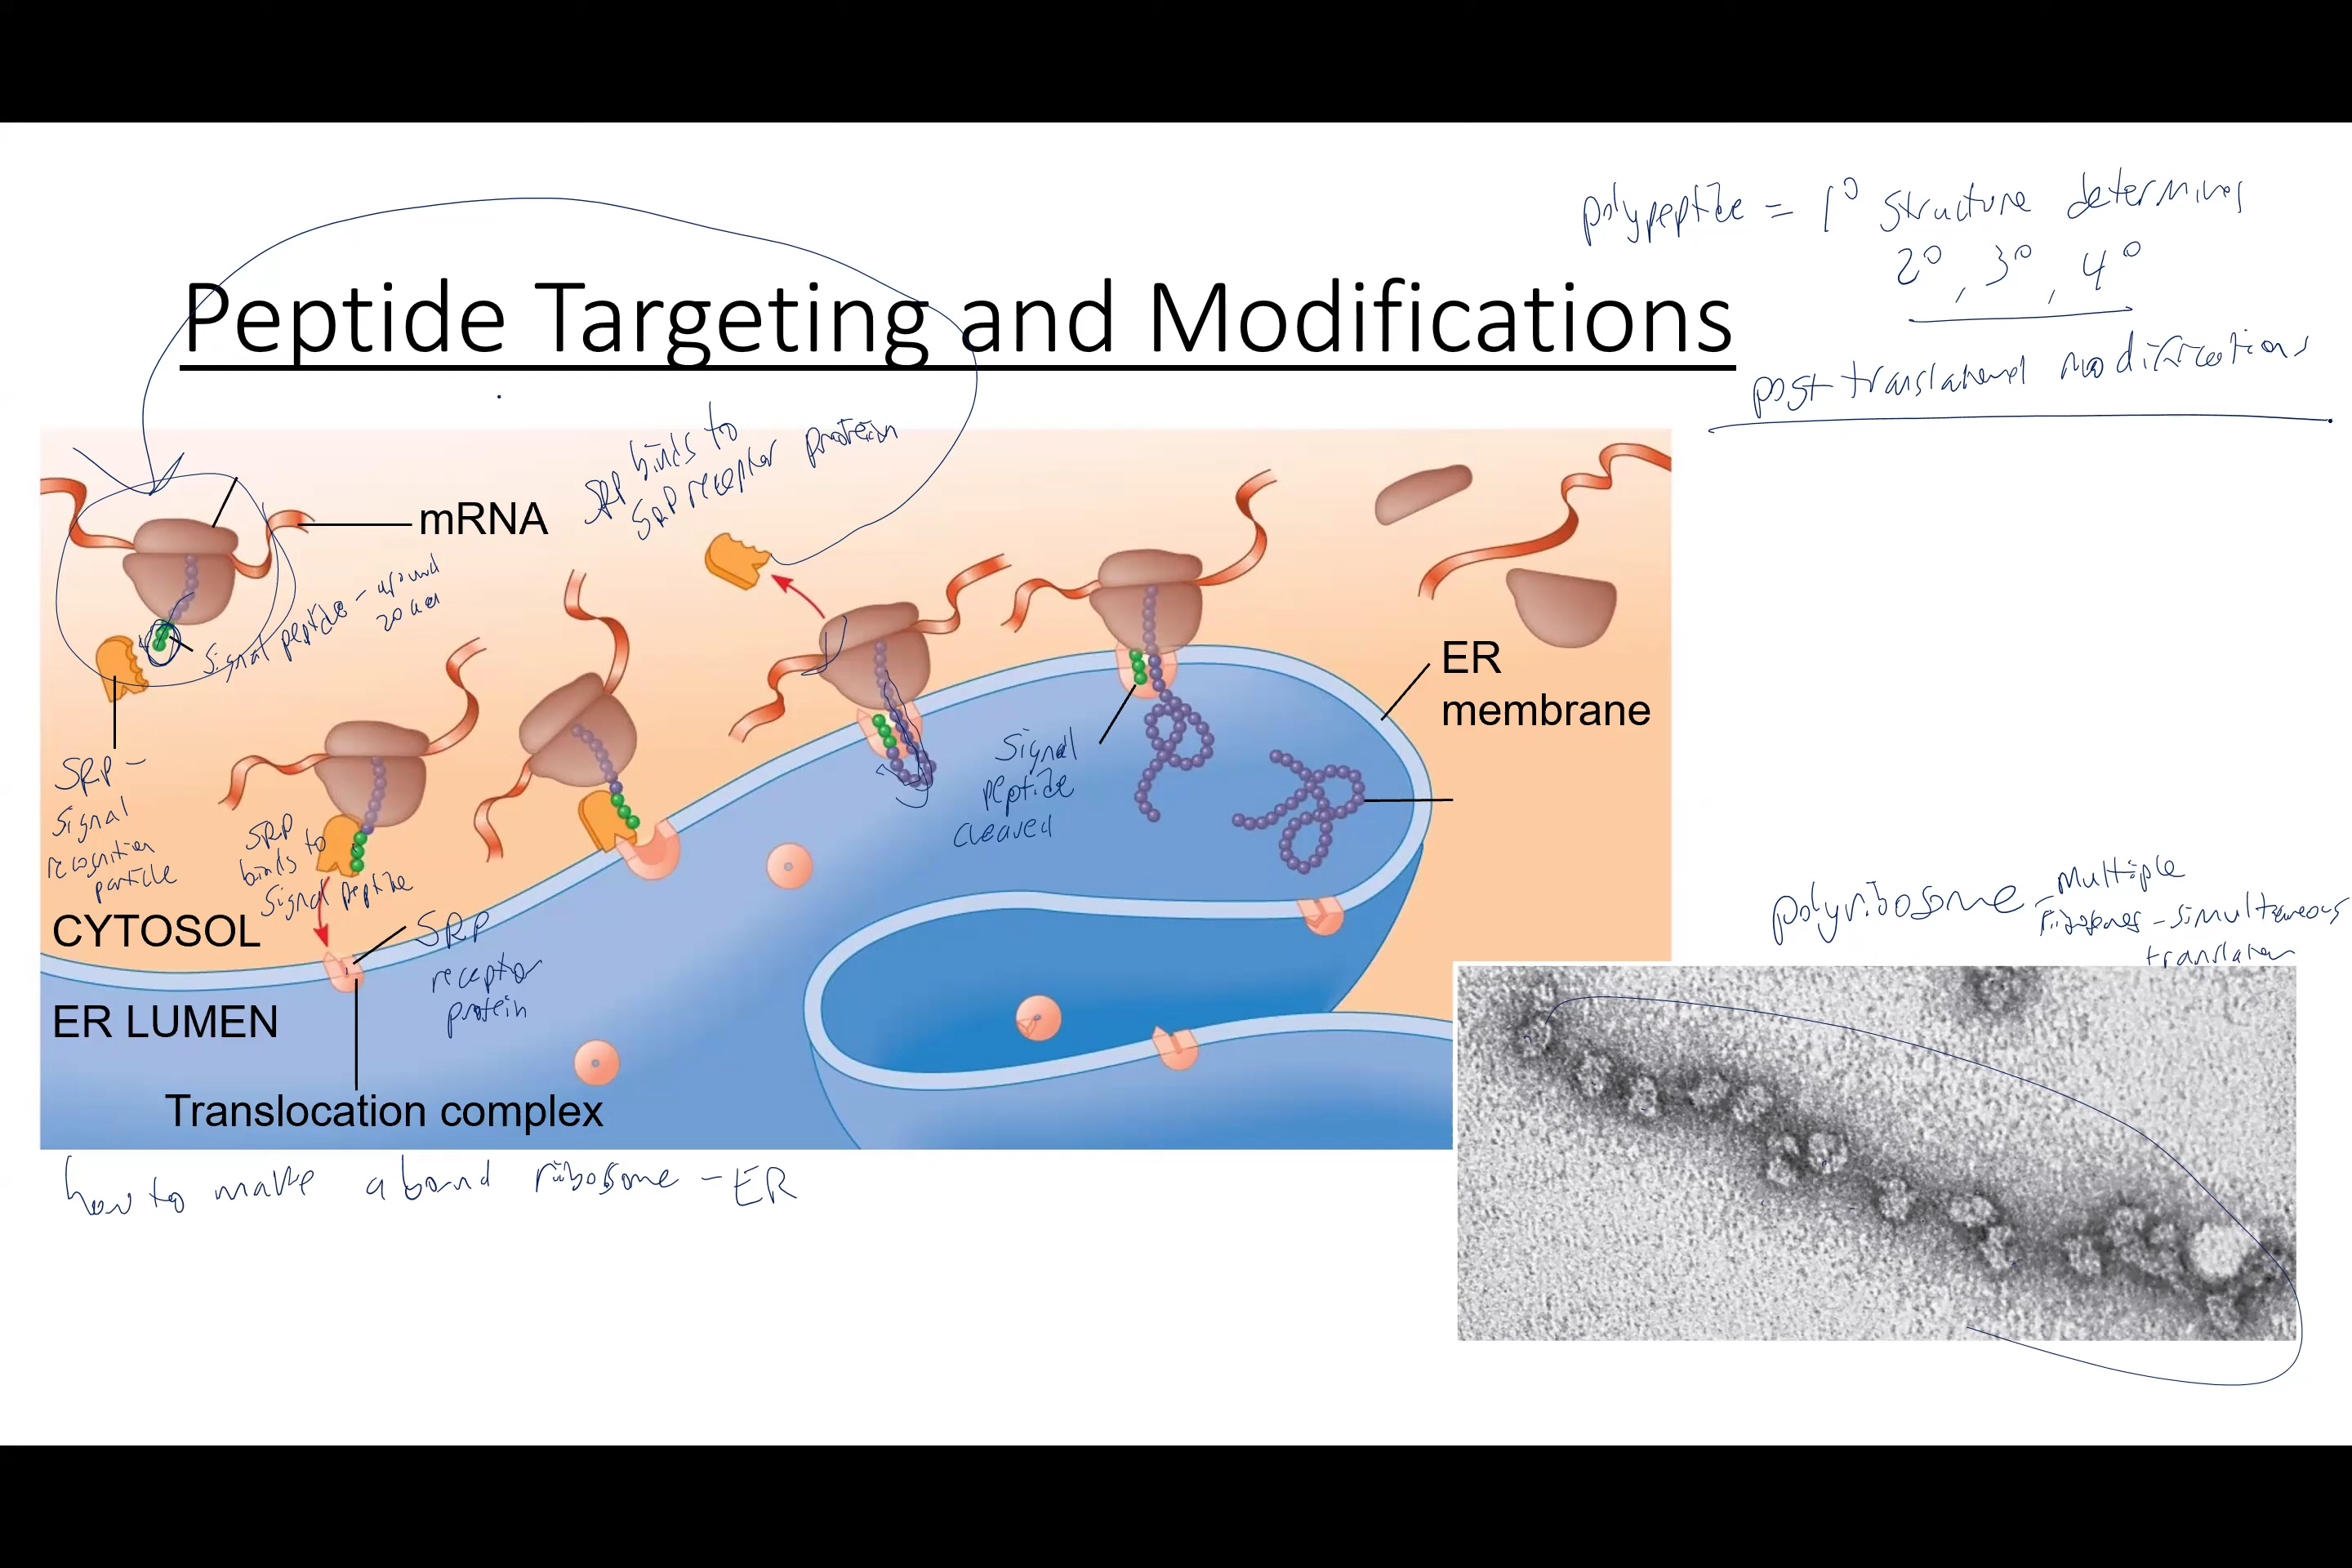 polypeptide = 1° structure determines
2°, 3°, 4°
Peptide Targeting and Modifications
post translational modifications
SRP binds to
SRP receptor protein
mRNA
Signal peptide - around
20 aa
ER
membrane
SRP -
Signal
recognition
particle
SRP
binds to
Signal peptide
Signal
peptide
cleaved
CYTOSOL
SRP
receptor
protein
ER LUMEN
Translocation complex
polyribosome - Multiple
ribosomes - simultaneous
translation
how to make a bound ribosome - ER